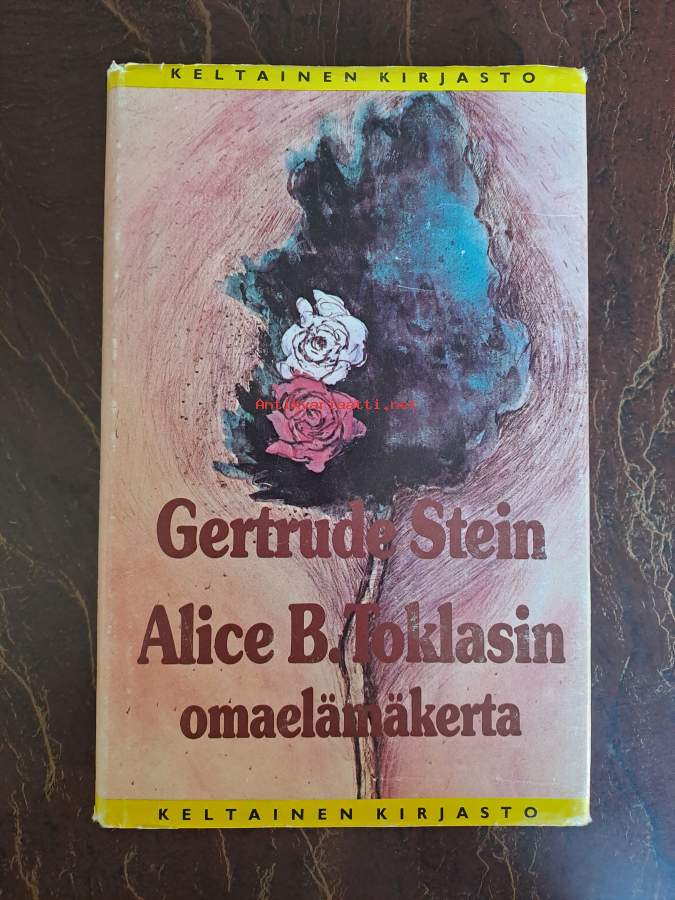 KELTAINEN KIRJASTO
Antikvariaatti.net
Gertrude Stein
Alice B. Toklasin
omaelämäkerta
KELTAINEN KIRJASTO